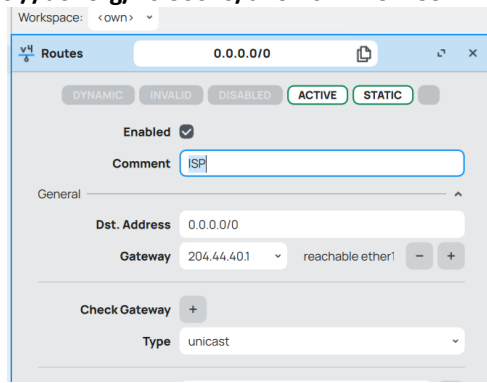 Workspace: <own>
v4 Routes 0.0.0.0/0
DYNAMIC INVALID DISABLED ACTIVE STATIC
Enabled
Comment ISP
General
Dst. Address 0.0.0.0/0
Gateway 204.44.40.1 reachable ether1 - +
Check Gateway +
Type unicast